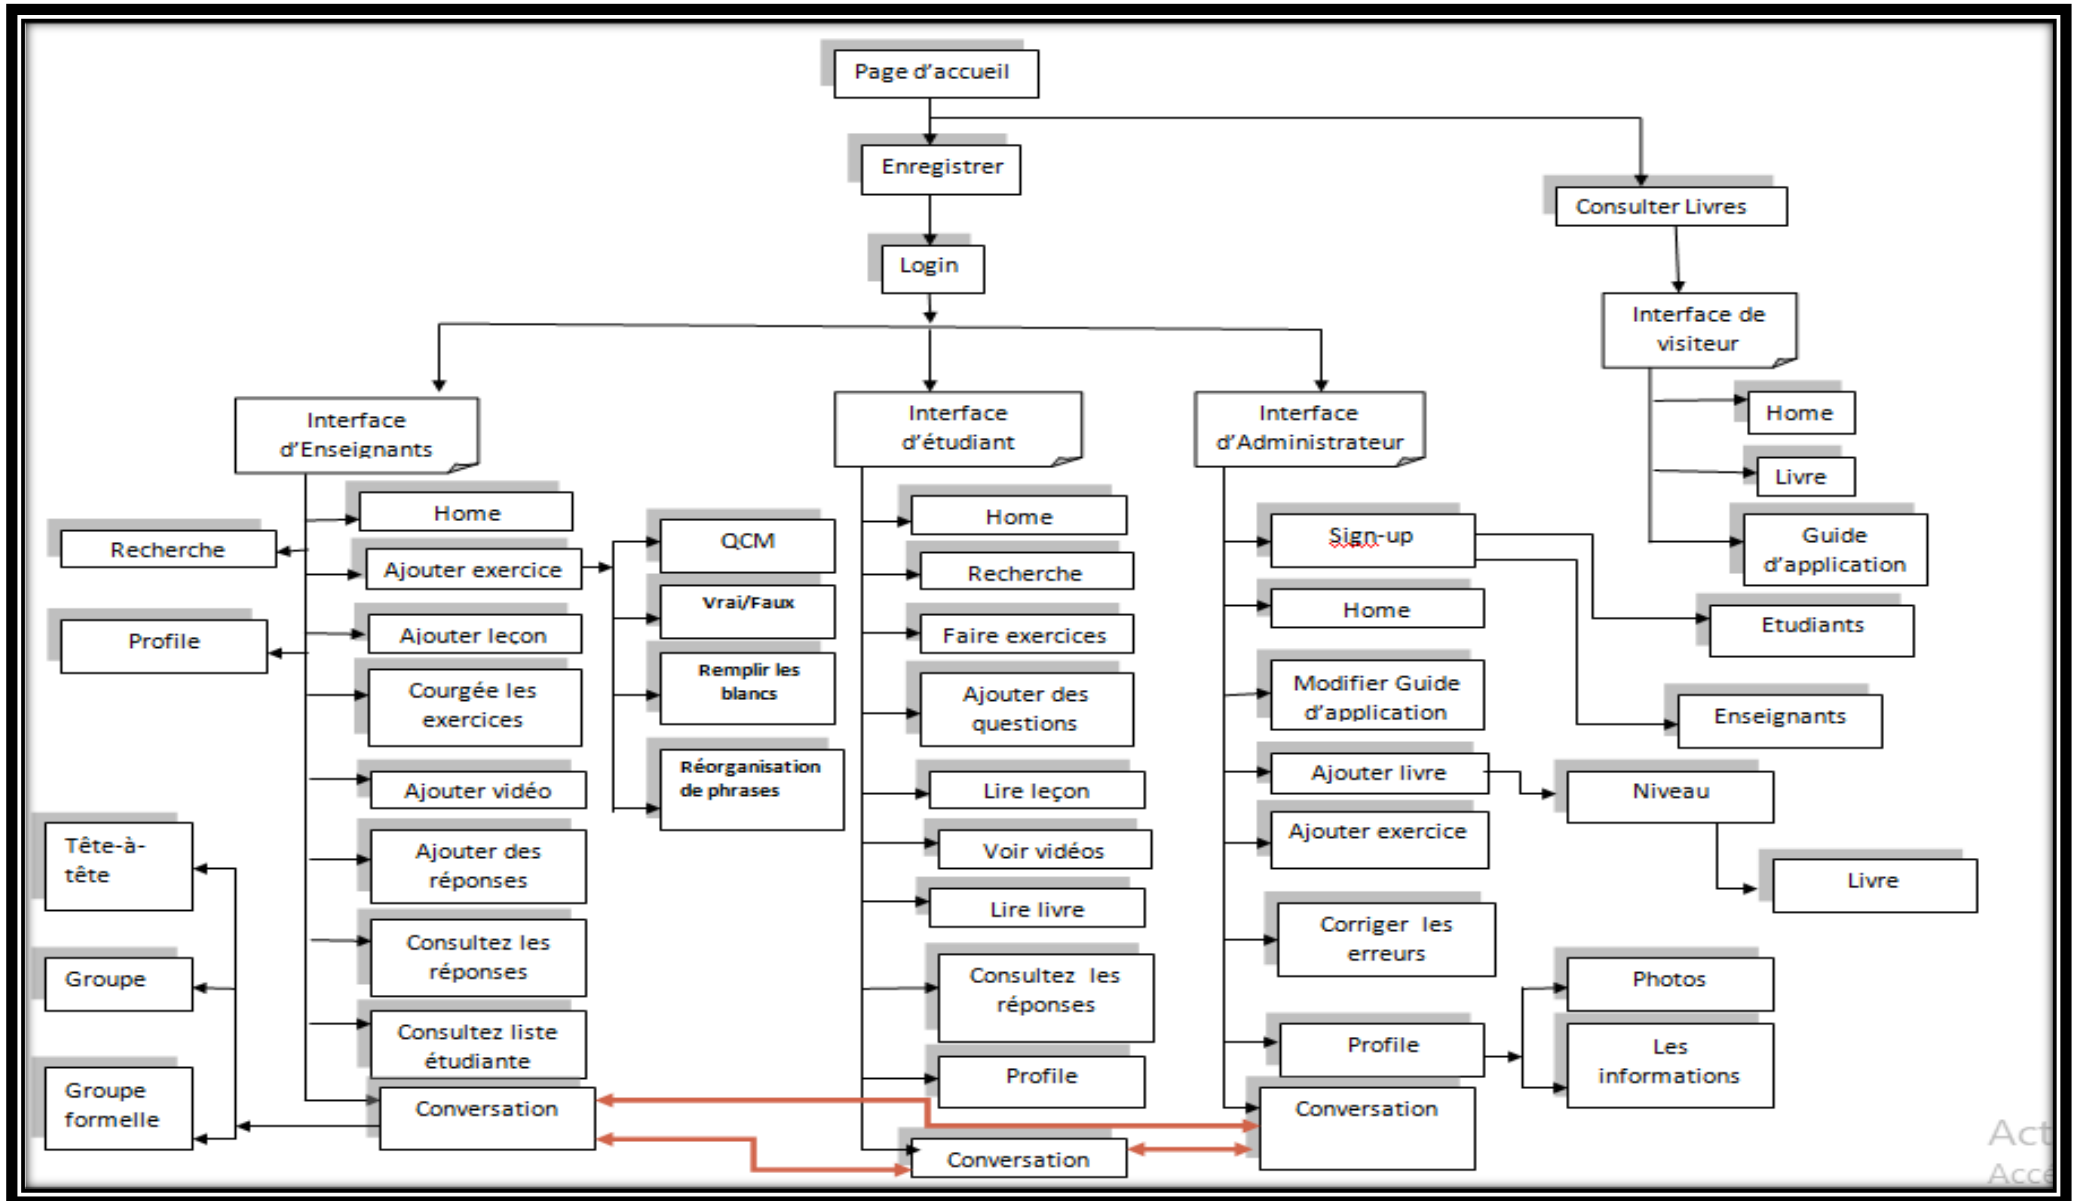 Page d’accueil
Enregistrer
Consulter Livres
Login
Interface de
visiteur
Home
Livre
Guide
d’application
Interface
d’Enseignants
Home
Recherche
Ajouter exercice
Profile
Ajouter leçon
Courgée les
exercices
Ajouter vidéo
Ajouter des
réponses
Consultez les
réponses
Consultez liste
étudiante
Conversation
Tête-à-
tête
Groupe
Groupe
formelle
QCM
Vrai/Faux
Remplir les
blancs
Réorganisation
de phrases
Interface
d’étudiant
Home
Recherche
Faire exercices
Ajouter des
questions
Lire leçon
Voir vidéos
Lire livre
Consultez les
réponses
Profile
Conversation
Interface
d’Administrateur
Sign-up
Home
Modifier Guide
d’application
Ajouter livre
Ajouter exercice
Corriger les
erreurs
Profile
Conversation
Etudiants
Enseignants
Niveau
Livre
Photos
Les
informations
Act
Accé